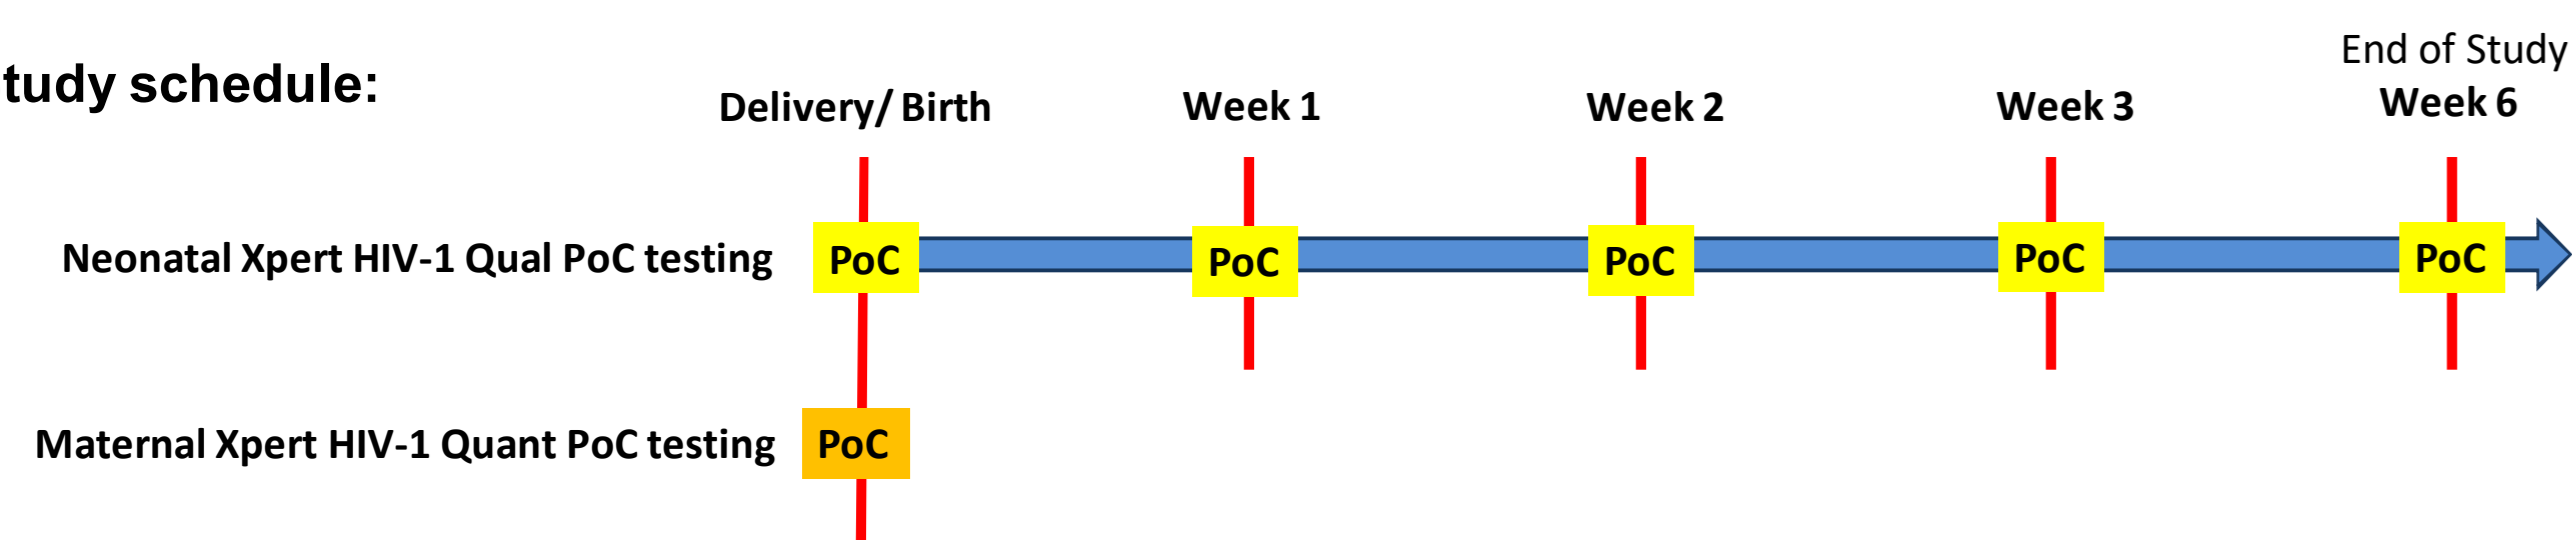 tudy schedule:
End of Study
Delivery/ Birth Week 1 Week 2 Week 3 Week 6
Neonatal Xpert HIV-1 Qual PoC testing PoC PoC PoC PoC PoC
Maternal Xpert HIV-1 Quant PoC testing PoC